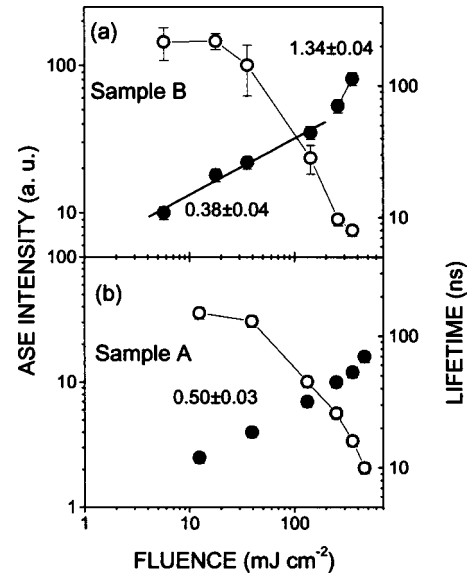 (a)
1.34±0.04
100
100
Sample B
0.38±0.04
10
10
100
(b)
Sample A
100
0.50±0.03
10
10
1
1
10
100
ASE INTENSITY (a. u.)
LIFETIME (ns)
FLUENCE (mJ cm⁻²)